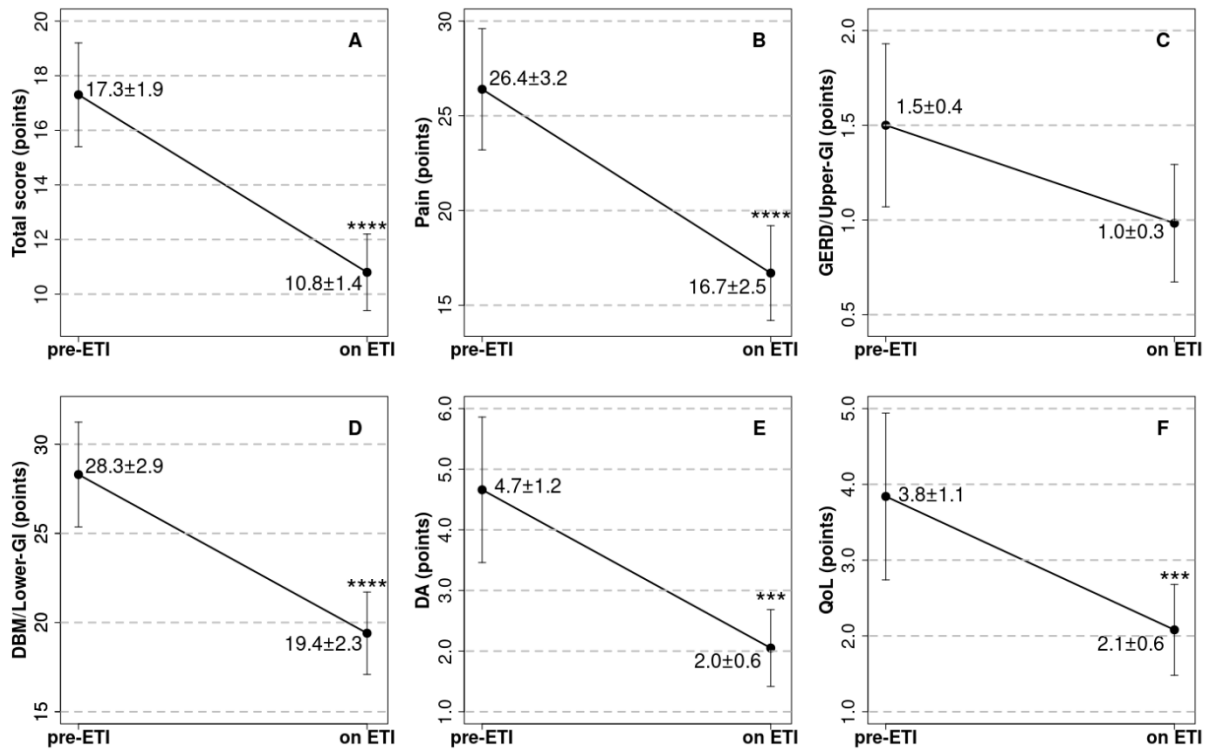 A
Total score (points)
20
18
16
14
12
10
17.3±1.9
****
10.8±1.4
pre-ETI
on ETI
B
Pain (points)
30
25
20
15
26.4±3.2
****
16.7±2.5
pre-ETI
on ETI
C
GERD/Upper-GI (points)
2.0
1.5
1.0
0.5
1.5±0.4
1.0±0.3
pre-ETI
on ETI
D
DBM/Lower-GI (points)
30
25
20
15
28.3±2.9
****
19.4±2.3
pre-ETI
on ETI
E
DA (points)
6.0
5.0
4.0
3.0
2.0
1.0
4.7±1.2
***
2.0±0.6
pre-ETI
on ETI
F
QoL (points)
5.0
4.0
3.0
2.0
1.0
3.8±1.1
***
2.1±0.6
pre-ETI
on ETI